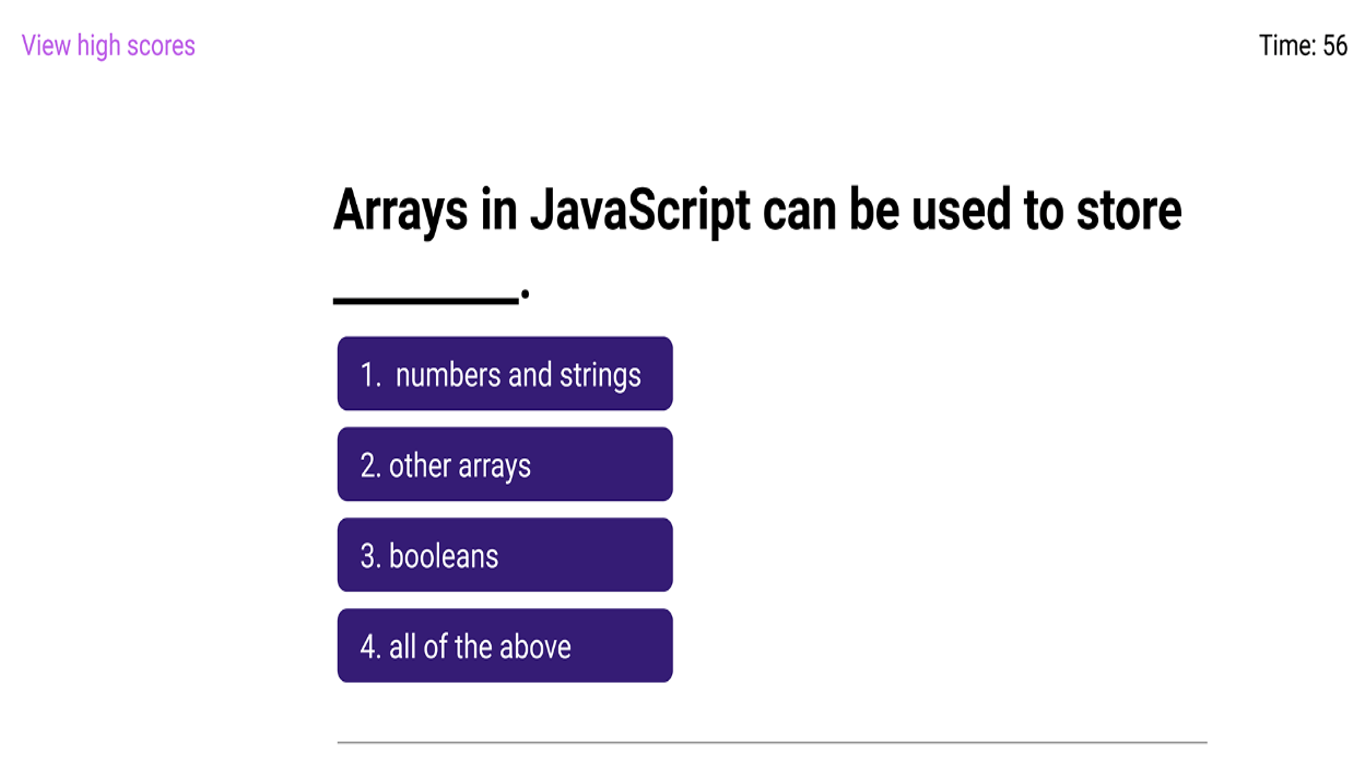 View high scores
Time: 56
Arrays in JavaScript can be used to store
________.
1. numbers and strings
2. other arrays
3. booleans
4. all of the above